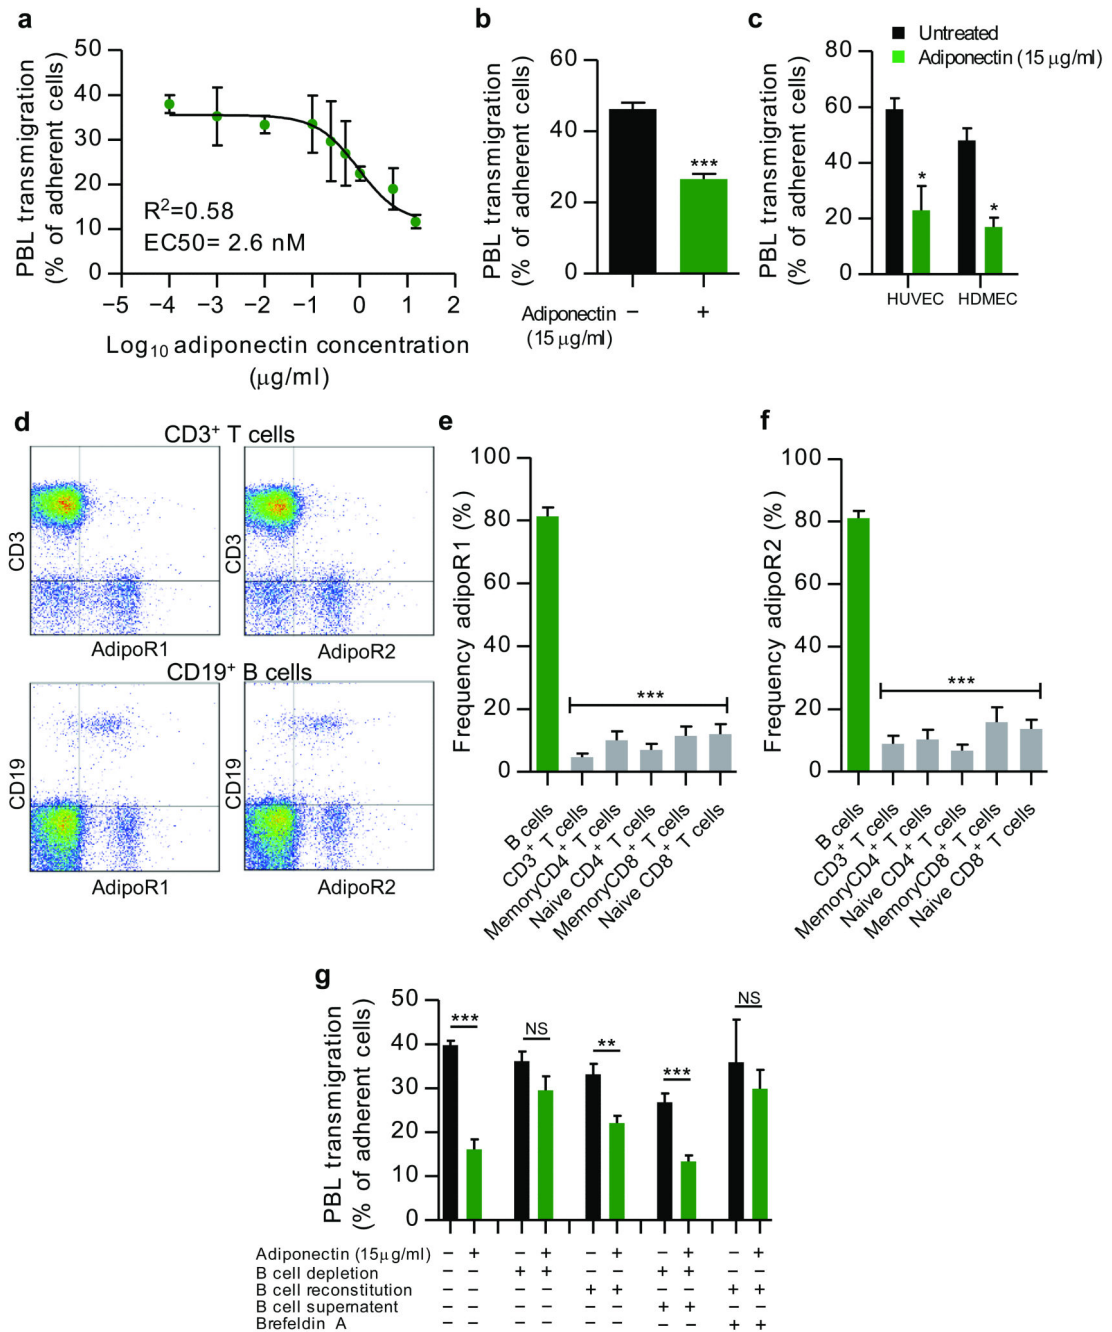 a
PBL transmigration
(% of adherent cells)
50
40
30
20
10
0
R²=0.58
EC50= 2.6 nM
−5 −4 −3 −2 −1 0 1 2
Log₁₀ adiponectin concentration
(µg/ml)
b
PBL transmigration
(% of adherent cells)
60
40
20
0
***
Adiponectin − +
(15 µg/ml)
c
Untreated
Adiponectin (15 µg/ml)
PBL transmigration
(% of adherent cells)
80
60
40
20
0
* *
HUVEC HDMEC
d
CD3⁺ T cells
CD3 CD3
AdipoR1 AdipoR2
CD19⁺ B cells
CD19 CD19
AdipoR1 AdipoR2
e
Frequency adipoR1 (%)
100
80
60
40
20
0
***
B cells
CD3⁺ T cells
MemoryCD4⁺ T cells
Naive CD4⁺ T cells
MemoryCD8⁺ T cells
Naive CD8⁺ T cells
f
Frequency adipoR2 (%)
100
80
60
40
20
0
***
B cells
CD3⁺ T cells
MemoryCD4⁺ T cells
Naive CD4⁺ T cells
MemoryCD8⁺ T cells
Naive CD8⁺ T cells
g
PBL transmigration
(% of adherent cells)
50
40
30
20
10
0
*** NS ** *** NS
Adiponectin (15µg/ml) − + − + − + − + − +
B cell depletion − − + + − − + + − −
B cell reconstitution − − − − + + − − + +
B cell supernatent − − − − − − + + − −
Brefeldin A − − − − − − − − + +